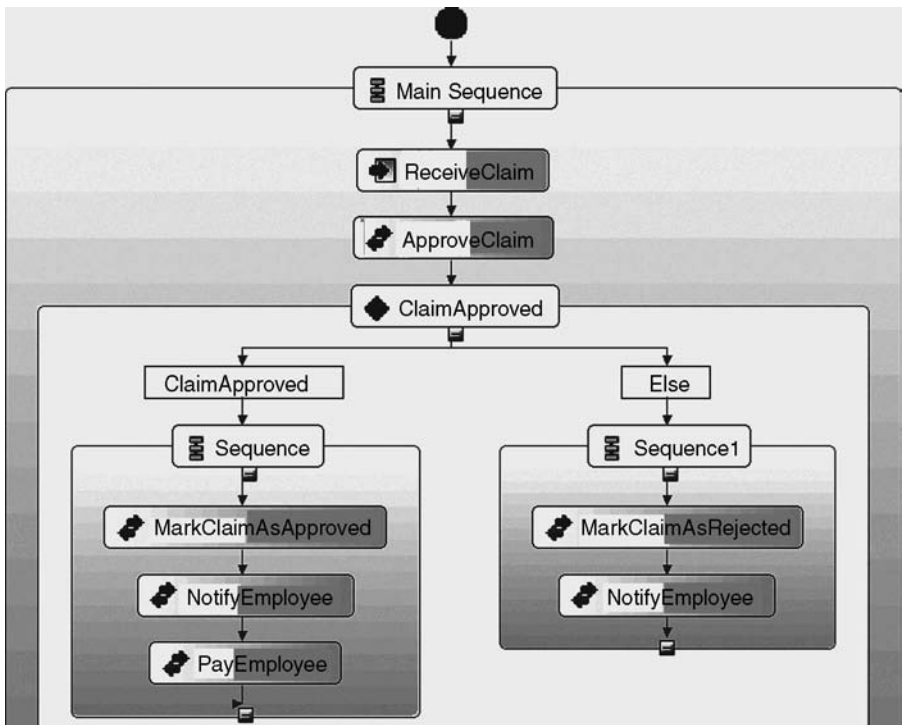 Main Sequence
ReceiveClaim
ApproveClaim
ClaimApproved
ClaimApproved
Else
Sequence
Sequence1
MarkClaimAsApproved
MarkClaimAsRejected
NotifyEmployee
NotifyEmployee
PayEmployee